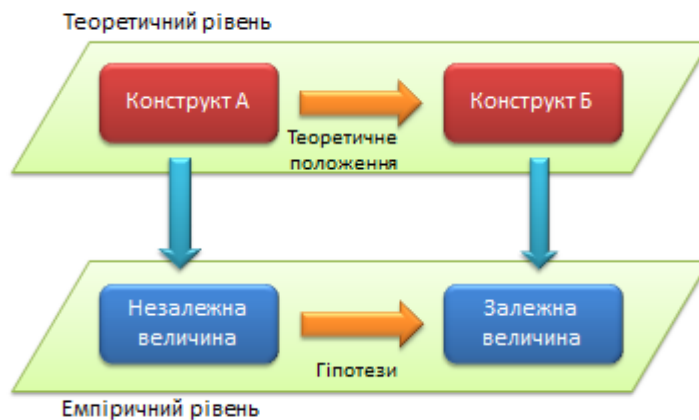 Теоретичний рівень
Конструкт А
Конструкт Б
Теоретичне
положення
Незалежна
величина
Залежна
величина
Гіпотези
Емпіричний рівень